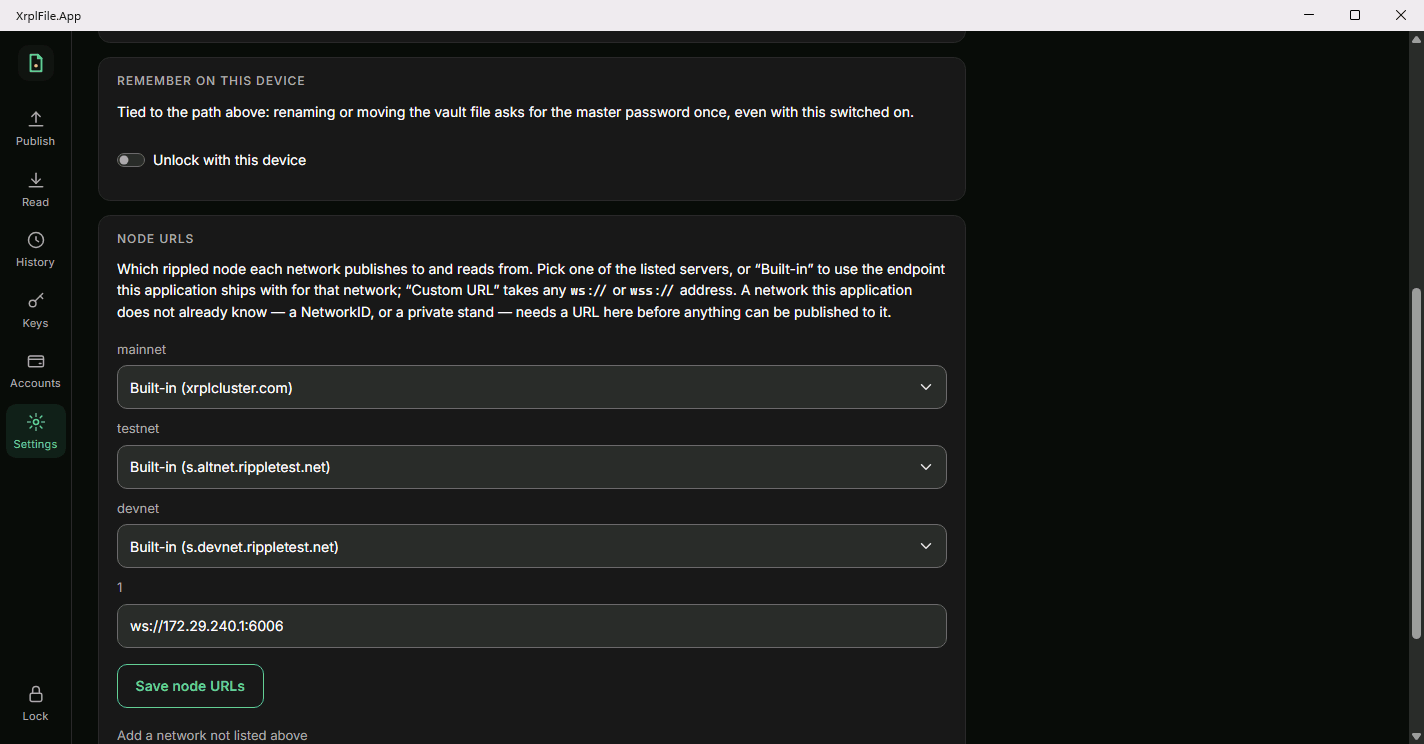 XrplFile.App
Publish
Read
History
Keys
Accounts
Settings
Lock
REMEMBER ON THIS DEVICE
Tied to the path above: renaming or moving the vault file asks for the master password once, even with this switched on.
Unlock with this device
NODE URLS
Which rippled node each network publishes to and reads from. Pick one of the listed servers, or “Built-in” to use the endpoint
this application ships with for that network; “Custom URL” takes any ws:// or wss:// address. A network this application
does not already know — a NetworkID, or a private stand — needs a URL here before anything can be published to it.
mainnet
Built-in (xrplcluster.com)
testnet
Built-in (s.altnet.rippletest.net)
devnet
Built-in (s.devnet.rippletest.net)
1
ws://172.29.240.1:6006
Save node URLs
Add a network not listed above